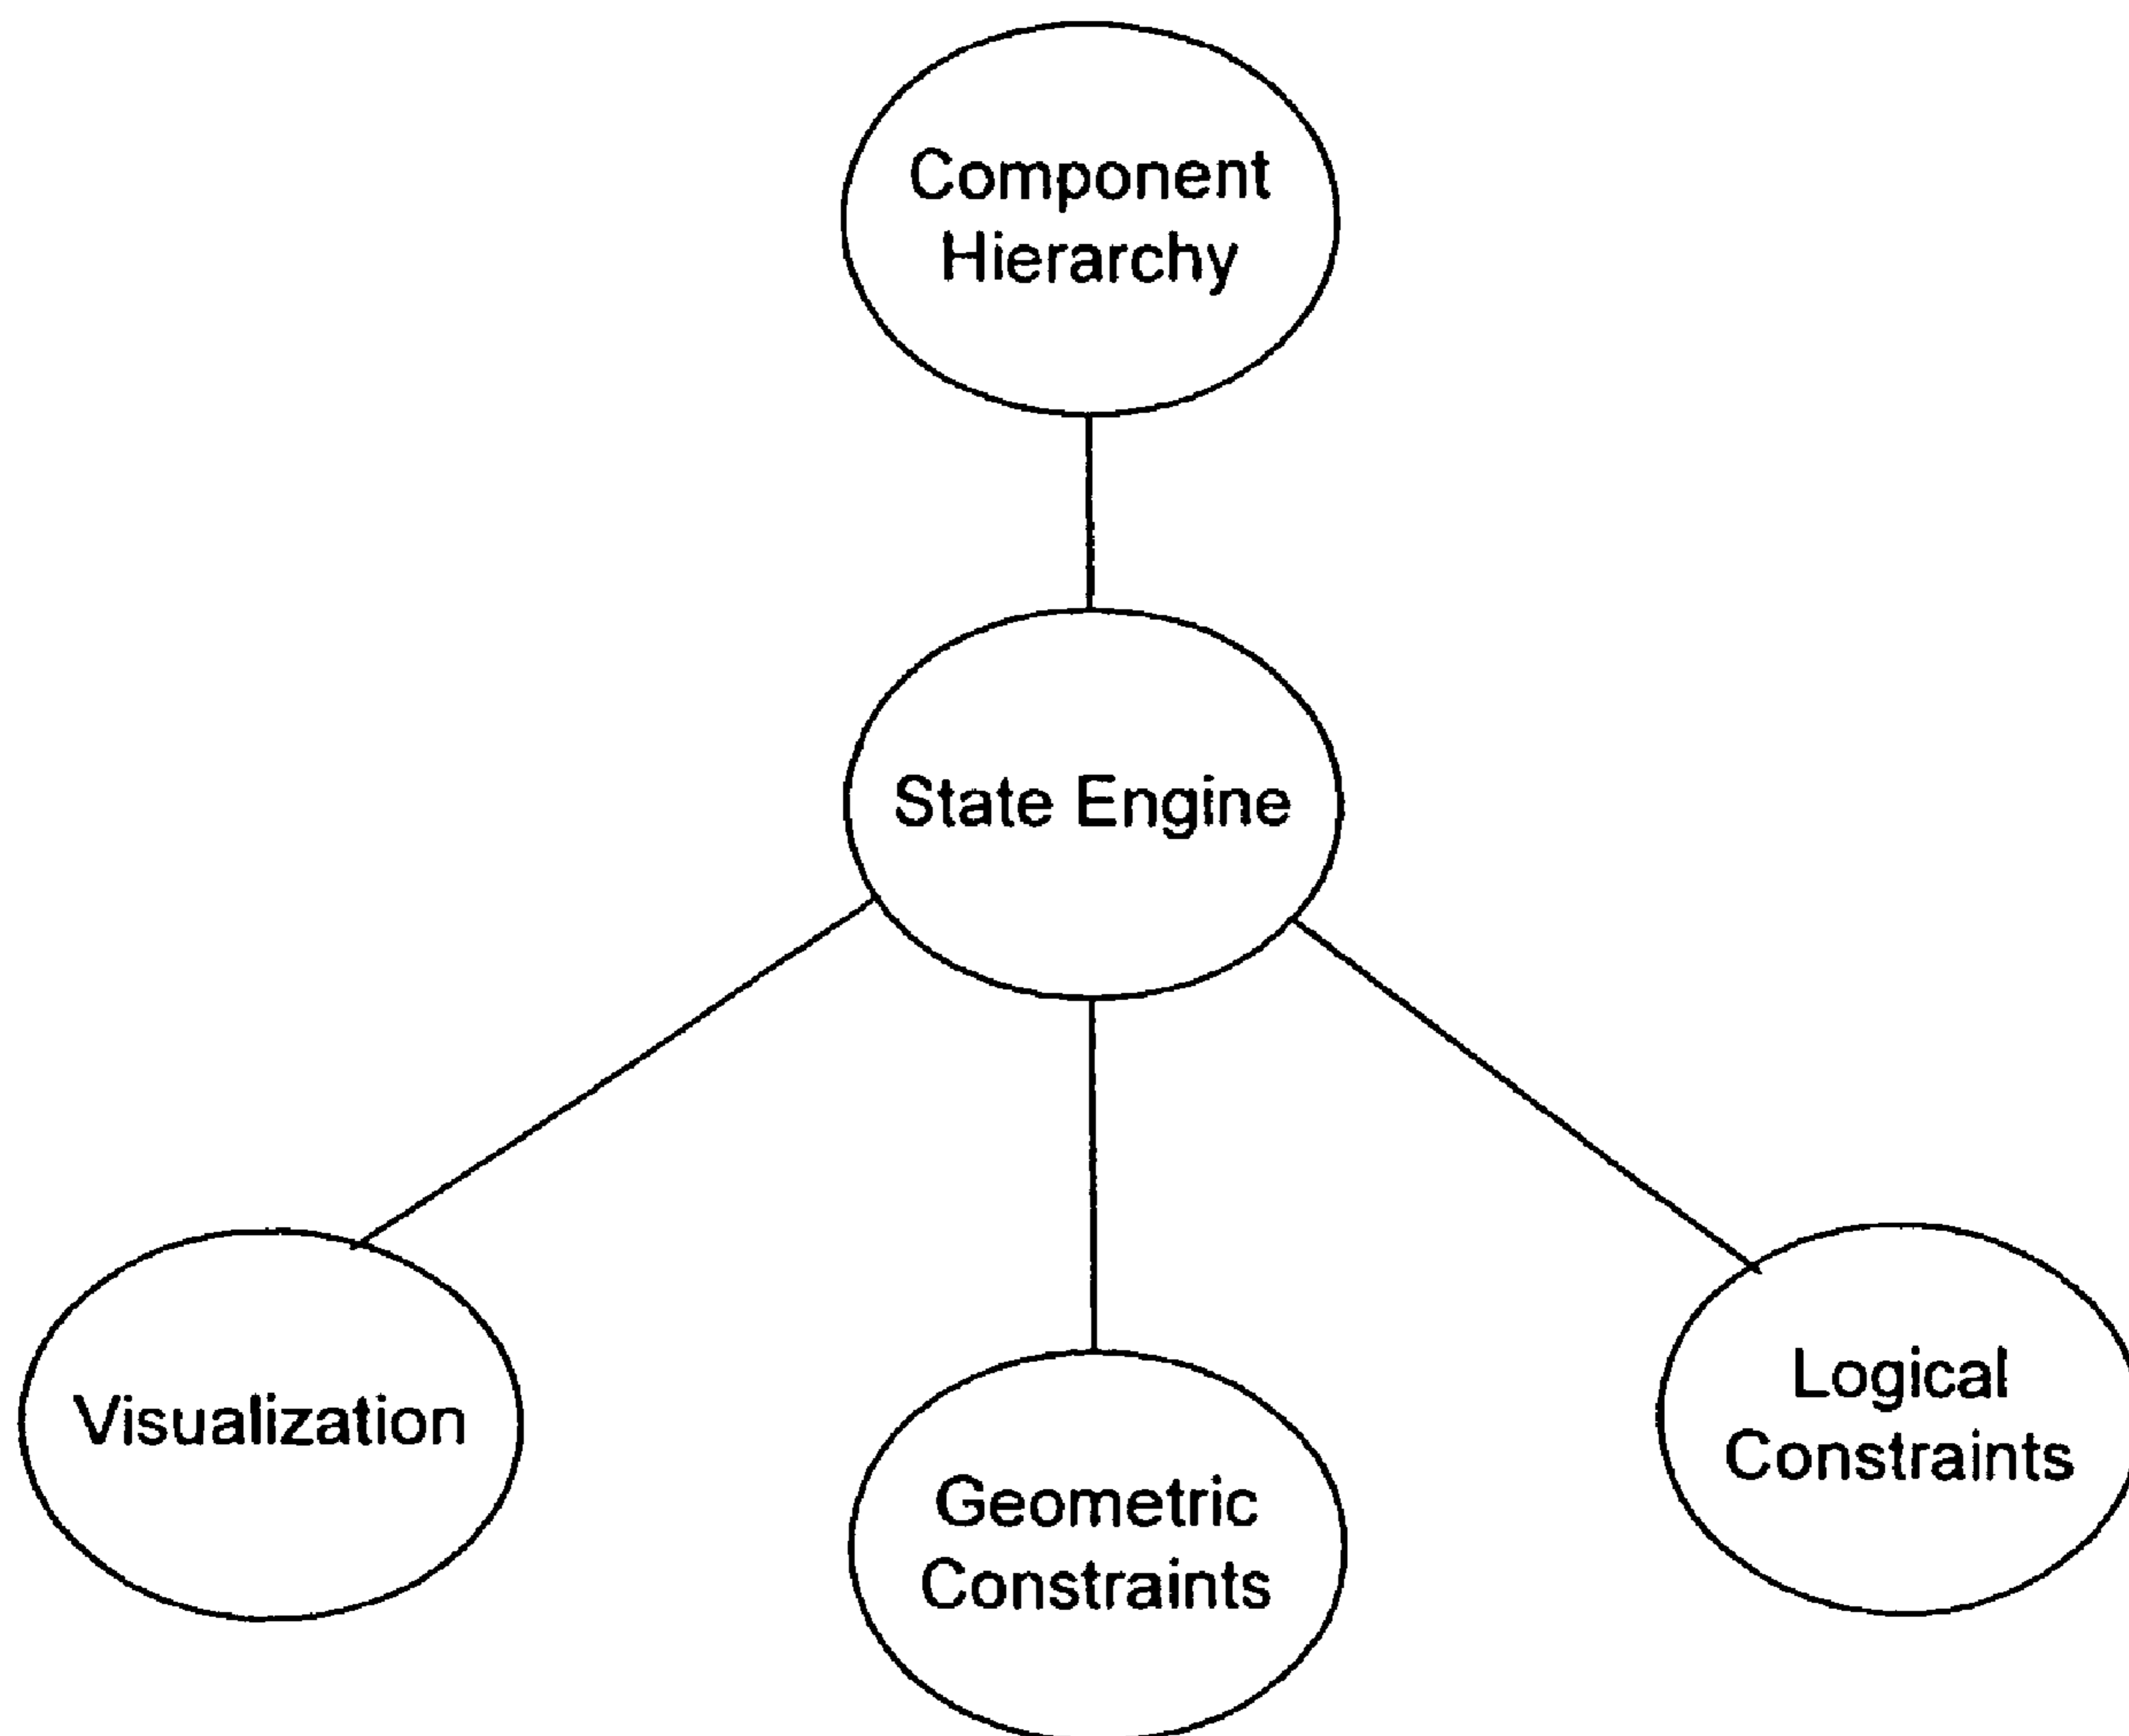 Component
Hierarchy
State Engine
Visualization
Geometric
Constraints
Logical
Constraints